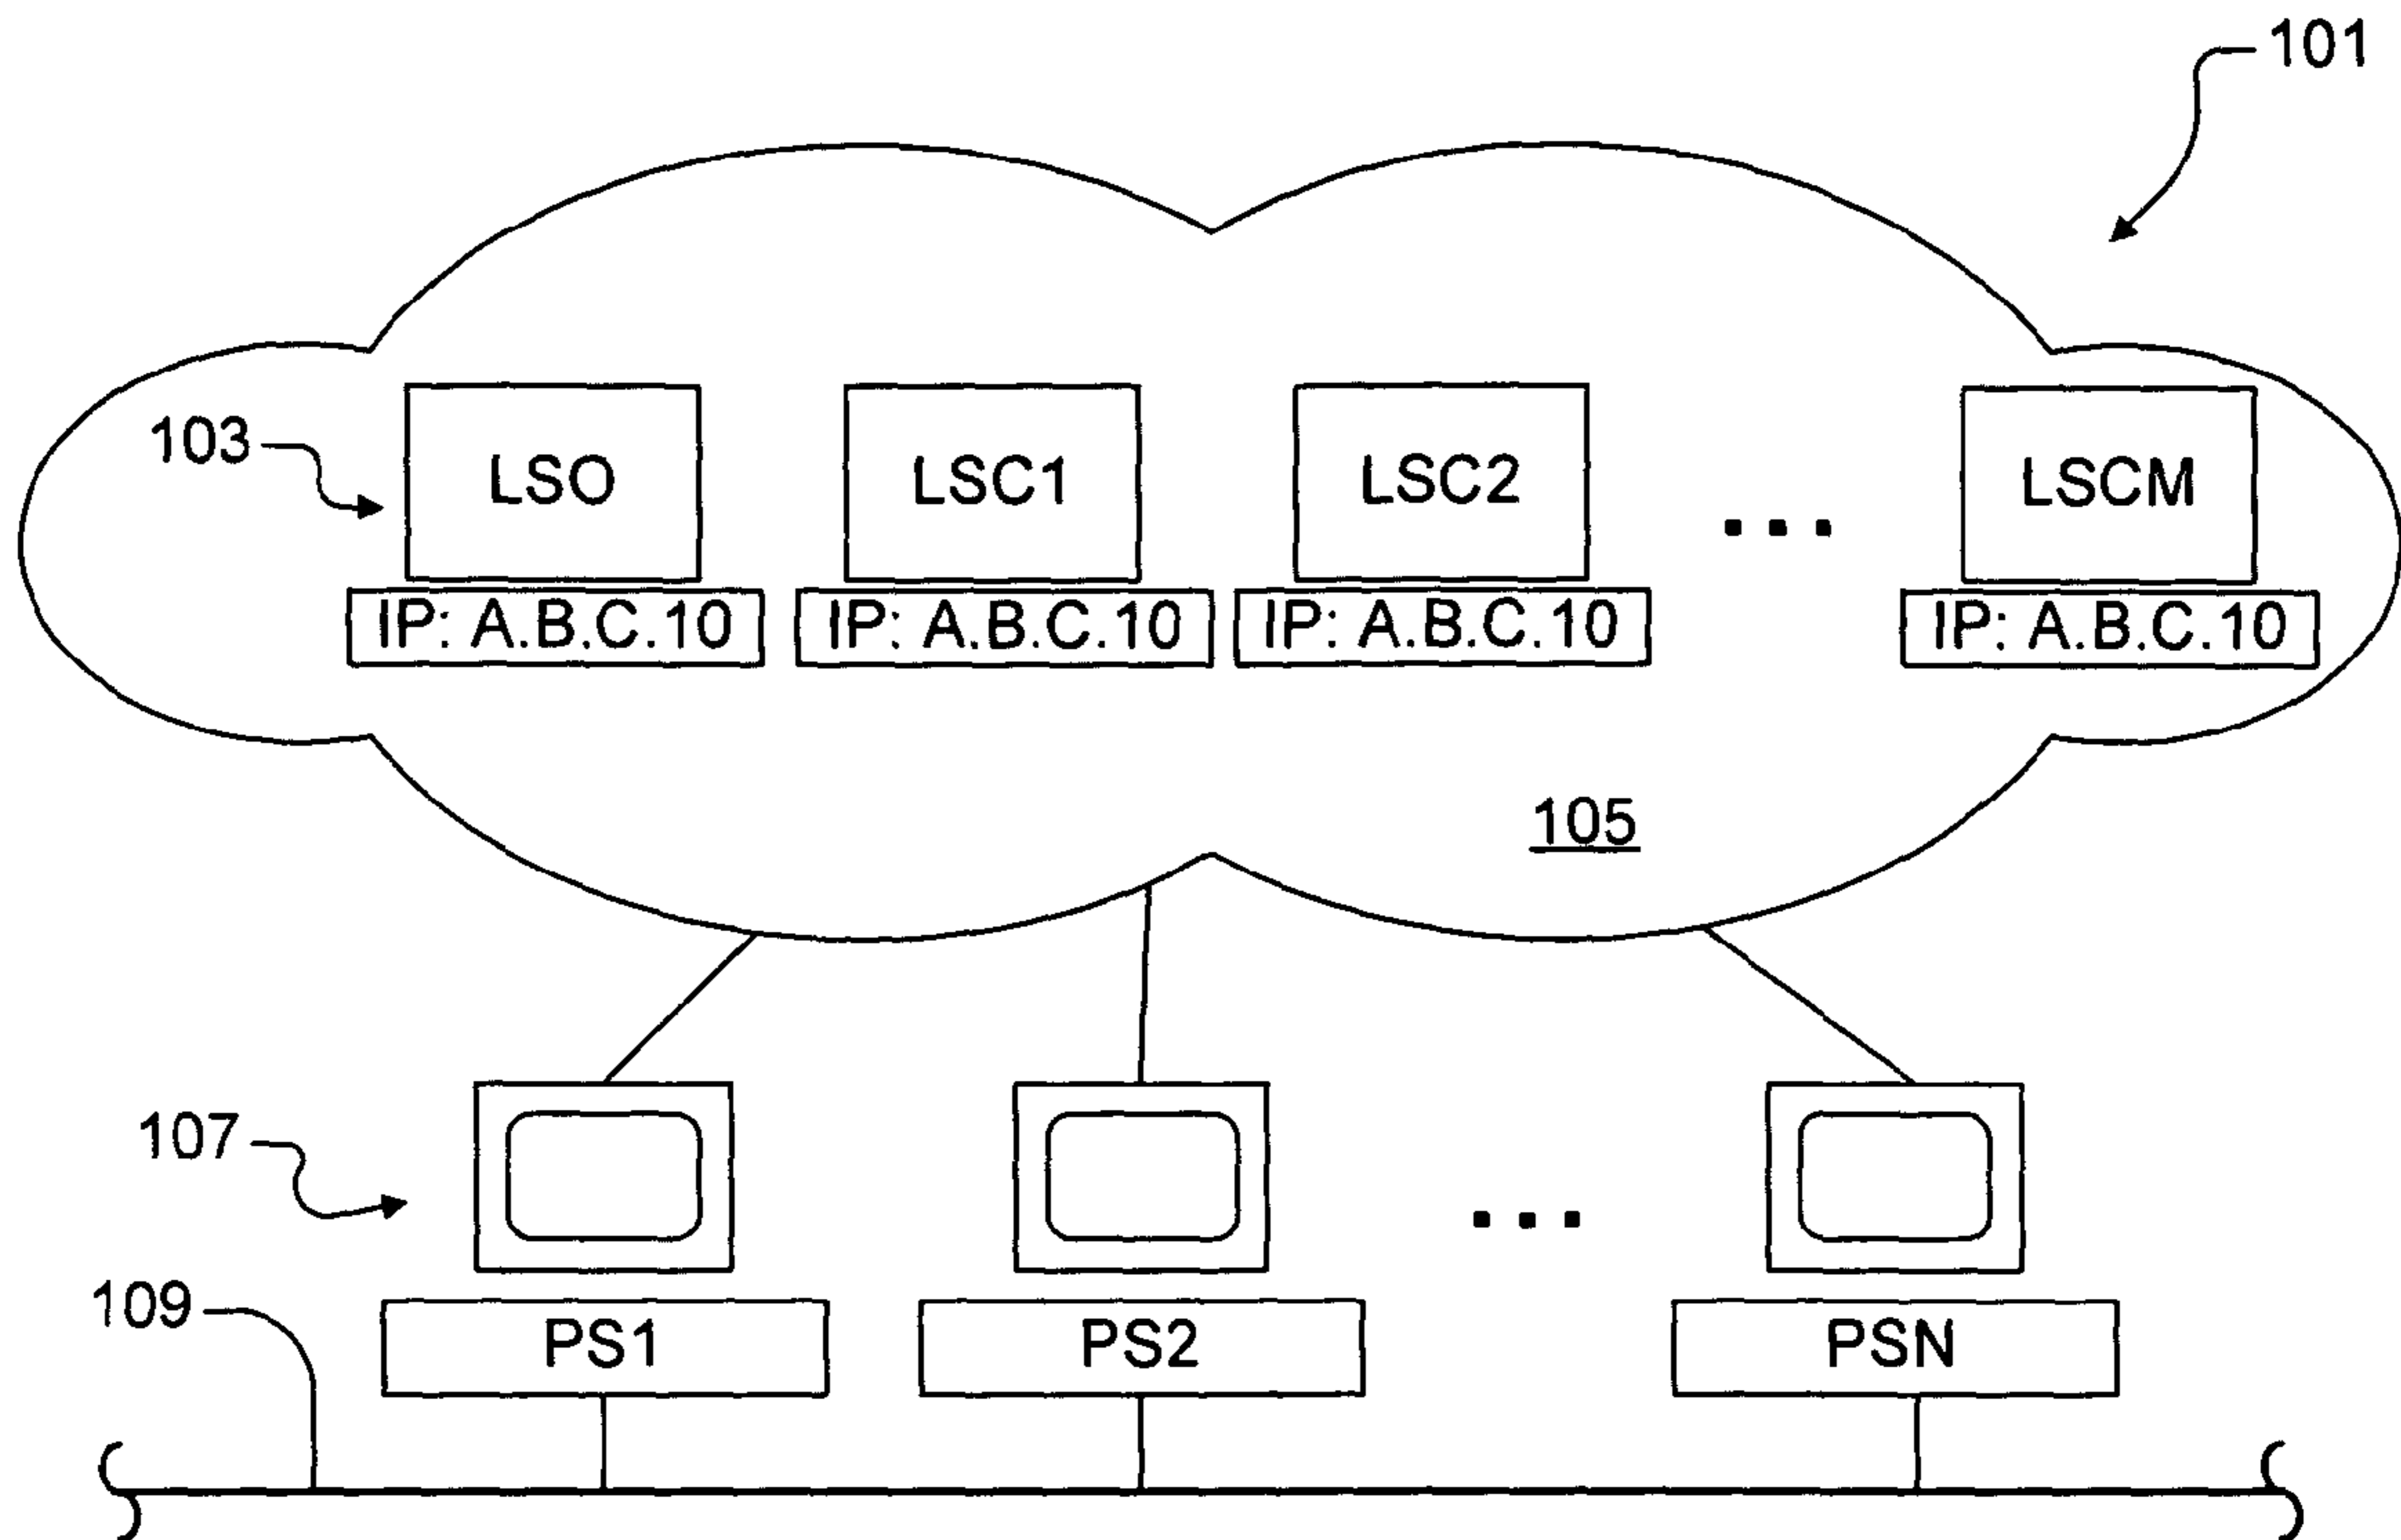 101
103
LSO LSC1 LSC2 ... LSCM
IP: A.B.C.10 IP: A.B.C.10 IP: A.B.C.10 IP: A.B.C.10
105
107
...
109
PS1 PS2 PSN